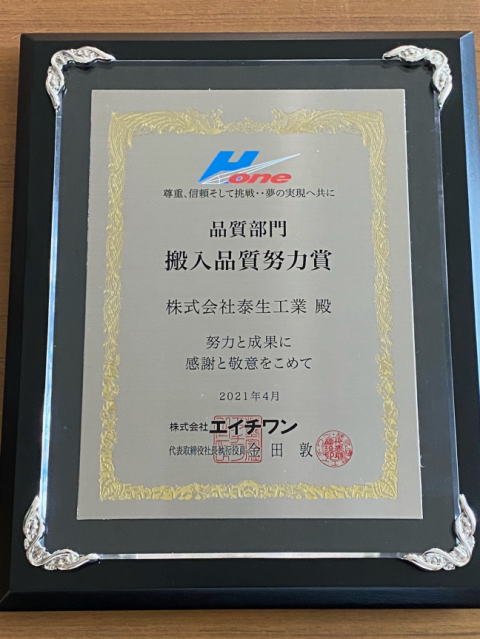 H-one
尊重、信頼そして挑戦・・夢の実現へ共に
品質部門
搬入品質努力賞
株式会社泰生工業 殿
努力と成果に
感謝と敬意をこめて
2021年4月
株式会社エイチワン
代表取締役社長執行役員 金田 敦